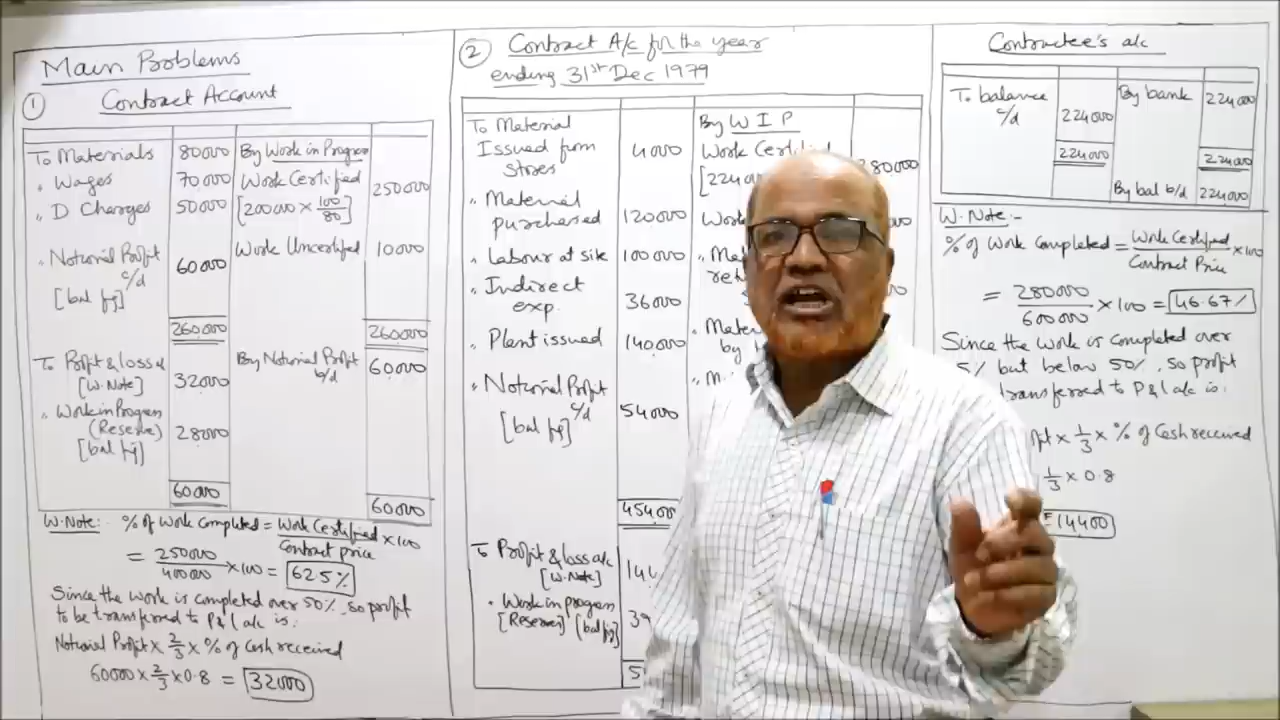 Main Problems
① Contract Account
To Materials 80000 By Work in Progress
" Wages 70000 Work Certified 250000
" D Charges 50000 [200000 × 100/80]
" Notional Profit c/d 60000 Work Uncertified 10000
[bal fg]
260000 260000
To Profit & loss a/c 32000 By Notional Profit b/d 60000
[W.Note]
" Work in Progress
(Reserve) 28000
[bal fig]
60000 60000
W.Note:- % of Work Completed = Work Certified/Contract price × 100
= 250000/400000 × 100 = 62.5%
Since the work is completed over 50%, so profit
to be transferred to P&L a/c is:
Notional Profit × 2/3 × % of Cash received
60000 × 2/3 × 0.8 = 32000
② Contract A/c for the year
ending 31st Dec 1979
To Material By W I P
Issued from 4000 Work Certified 280000
Stores [2240
" Material
purchased 120000
" Labour at site 100000
" Indirect
exp. 36000
" Plant issued 140000
" Notional Profit c/d 54000
[bal fg]
454000
To Profit & loss a/c
[W.Note]
" Work in progress
[Reserve] [bal fig]
Contractee's a/c
To balance c/d 224000 By bank 224000
224000 224000
By bal b/d 224000
W.Note:-
% of Work Completed = Work Certified/Contract Price × 100
= 280000/600000 × 100 = 46.67%
Since the work is completed over
5% but below 50%, so profit
transferred to P&L a/c is:
× 1/3 × % of Cash received
1/3 × 0.8
= 14400